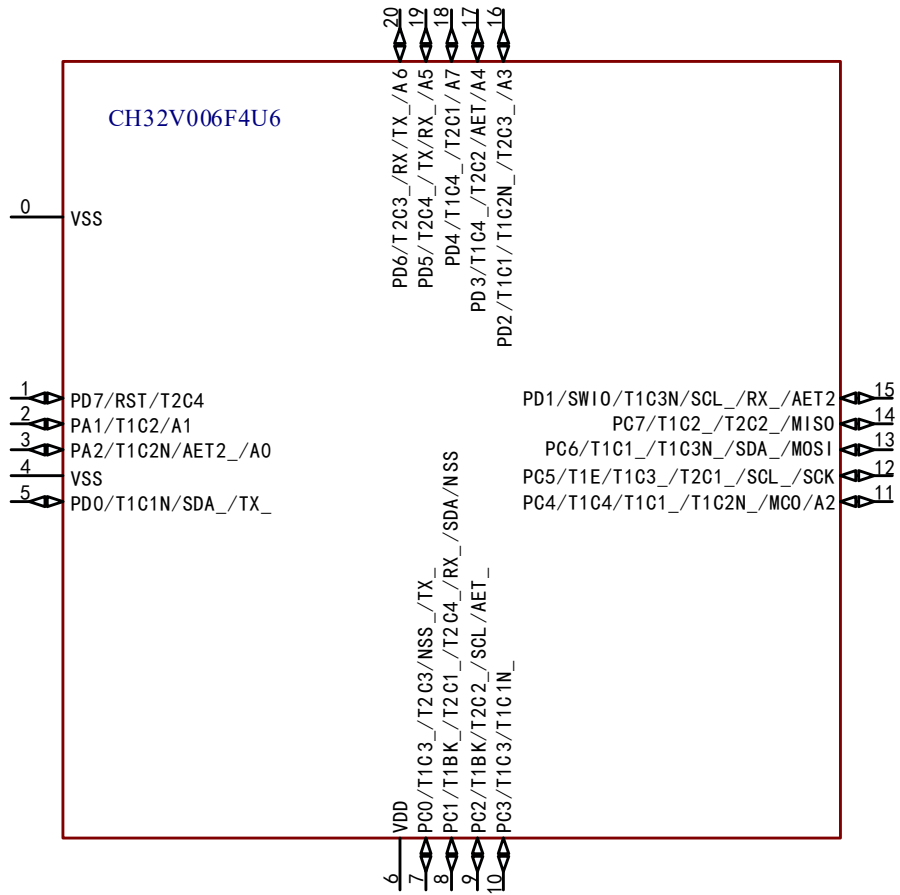 20
19
18
17
16
PD6/T2C3_/RX/TX_/A6
PD5/T2C4_/TX/RX_/A5
PD4/T1C4_/T2C1/A7
PD3/T1C4_/T2C2/AET/A4
PD2/T1C1/T1C2N_/T2C3_/A3
CH32V006F4U6
0
VSS
1
PD7/RST/T2C4
2
PA1/T1C2/A1
3
PA2/T1C2N/AET2_/A0
4
VSS
5
PD0/T1C1N/SDA_/TX_
PD1/SWIO/T1C3N/SCL_/RX_/AET2
15
PC7/T1C2_/T2C2_/MISO
14
PC6/T1C1_/T1C3N_/SDA_/MOSI
13
PC5/T1E/T1C3_/T2C1_/SCL_/SCK
12
PC4/T1C4/T1C1_/T1C2N_/MCO/A2
11
VDD
PC0/T1C3_/T2C3/NSS_/TX_
PC1/T1BK_/T2C1_/T2C4_/RX_/SDA/NSS
PC2/T1BK/T2C2_/SCL/AET_
PC3/T1C3/T1C1N_
6
7
8
9
10